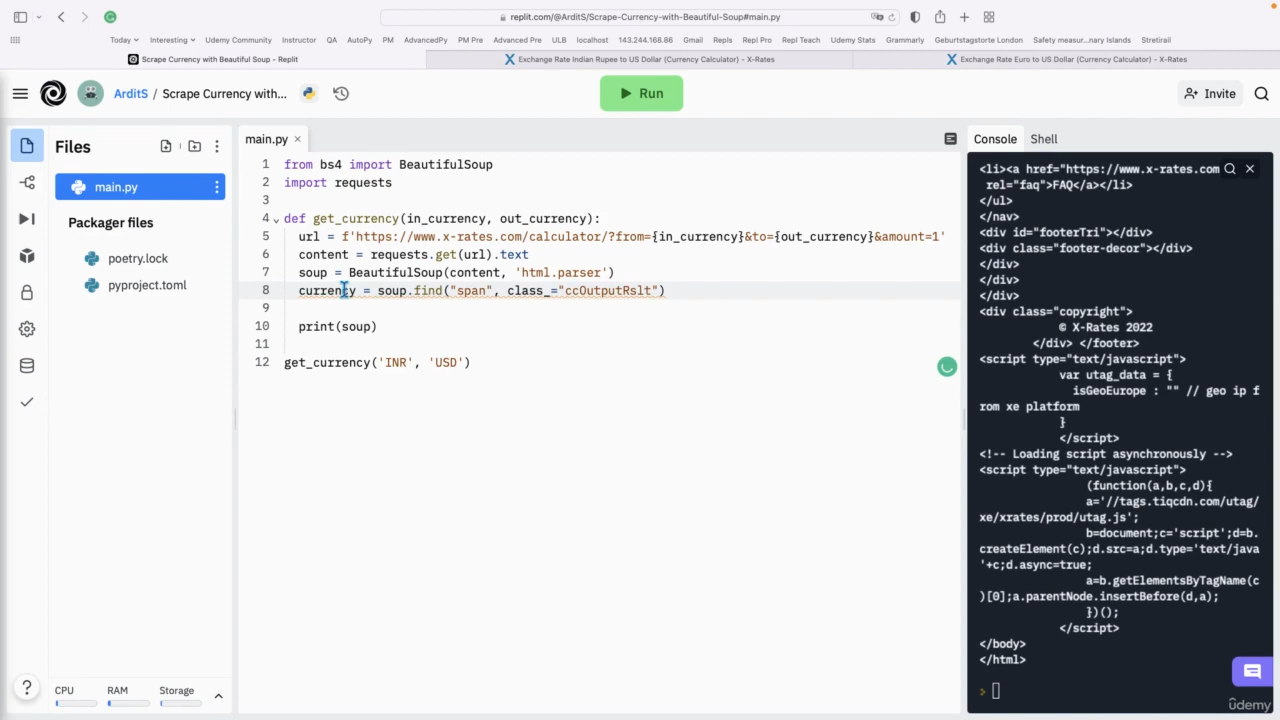 replit.com/@ArditS/Scrape-Currency-with-Beautiful-Soup#main.py
Today Interesting Udemy Community Instructor QA AutoPy PM AdvancedPy PM Pre Advanced Pre ULB localhost 143.244.168.86 Gmail Repls Repl Pro Repl Teach Udemy Stats Grammarly Geburtstagstorte London Safety measur...nary Islands Stretirail
Scrape Currency with Beautiful Soup - Replit
Exchange Rate Indian Rupee to US Dollar (Currency Calculator) - X-Rates
Exchange Rate Euro to US Dollar (Currency Calculator) - X-Rates
ArditS / Scrape Currency with...
Run
Invite
Files
main.py
Packager files
poetry.lock
pyproject.toml
CPU RAM Storage
?
main.py ×
1 from bs4 import BeautifulSoup
2 import requests
3
4 def get_currency(in_currency, out_currency):
5 url = f'https://www.x-rates.com/calculator/?from={in_currency}&to={out_currency}&amount=1'
6 content = requests.get(url).text
7 soup = BeautifulSoup(content, 'html.parser')
8 currency = soup.find("span", class_="ccOutputRslt")
9
10 print(soup)
11
12 get_currency('INR', 'USD')
Console Shell
<li><a href="https://www.x-rates.com
rel="faq">FAQ</a></li>
</ul>
</nav>
<div id="footerTri"></div>
<div class="footer-decor"></div>
</div>
</div>
</div>
<div class="copyright">
© X-Rates 2022
</div> </footer>
<script type="text/javascript">
var utag_data = {
isGeoEurope : "" // geo ip f
rom xe platform
}
</script>
<!-- Loading script asynchronously -->
<script type="text/javascript">
(function(a,b,c,d){
a='//tags.tiqcdn.com/utag/
xe/xrates/prod/utag.js';
b=document;c='script';d=b.
createElement(c);d.src=a;d.type='text/java
'+c;d.async=true;
a=b.getElementsByTagName(c
)[0];a.parentNode.insertBefore(d,a);
})();
</script>
</body>
</html>
udemy